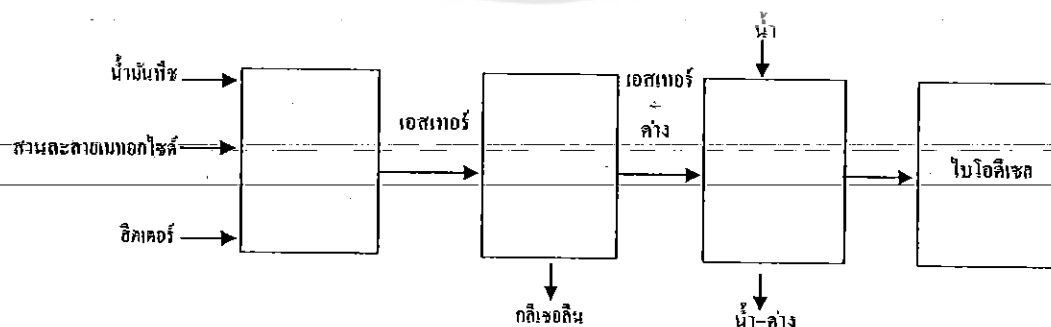 น้ำ
น้ำมันพืช
เอสเทอร์
+
ด่าง
เอสเทอร์
สารละลายเมทอกไซด์
ไบโอดีเซล
ฮีตเตอร์
กลีเซอลีน
น้ำ-ด่าง